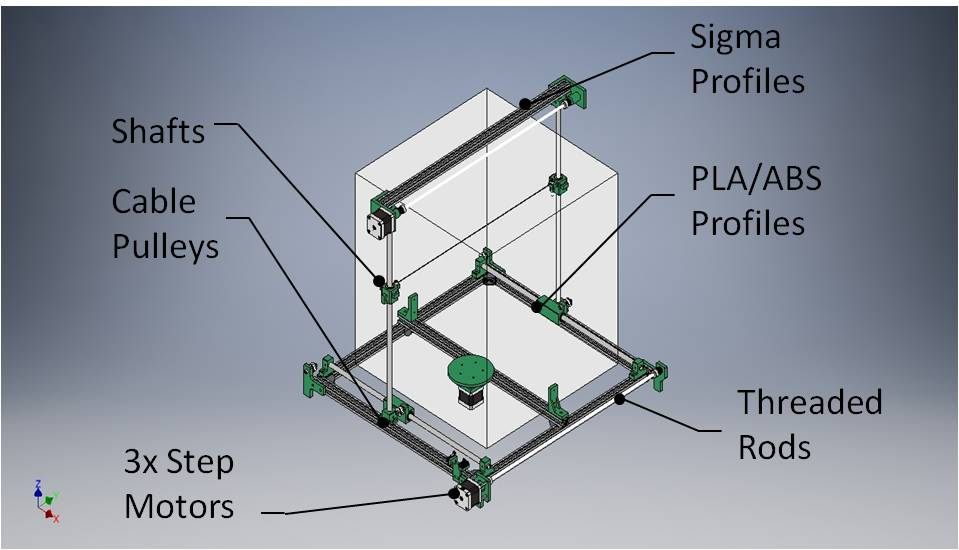 Sigma
Profiles
Shafts
PLA/ABS
Profiles
Cable
Pulleys
Threaded
Rods
3x Step
Motors
Z
Y
X